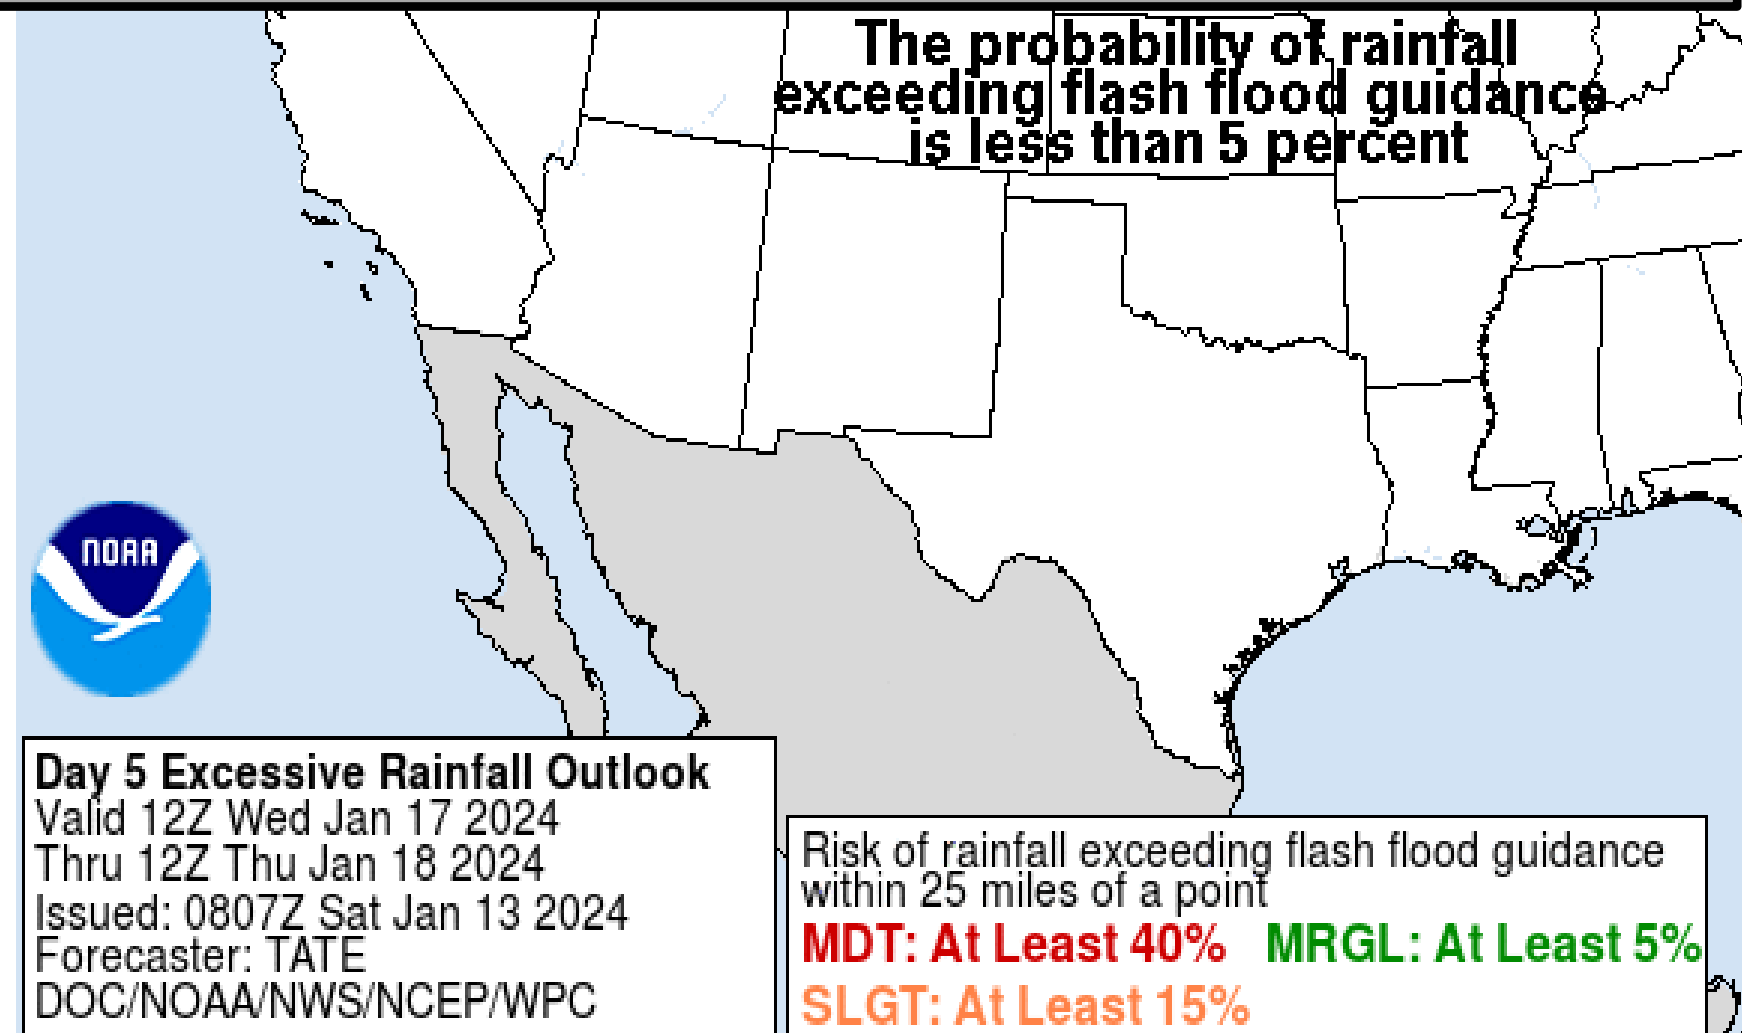 The probability of rainfall
exceeding flash flood guidance
is less than 5 percent
NOAA
Day 5 Excessive Rainfall Outlook
Valid 12Z Wed Jan 17 2024
Thru 12Z Thu Jan 18 2024
Issued: 0807Z Sat Jan 13 2024
Forecaster: TATE
DOC/NOAA/NWS/NCEP/WPC
Risk of rainfall exceeding flash flood guidance
within 25 miles of a point
MDT: At Least 40% MRGL: At Least 5%
SLGT: At Least 15%